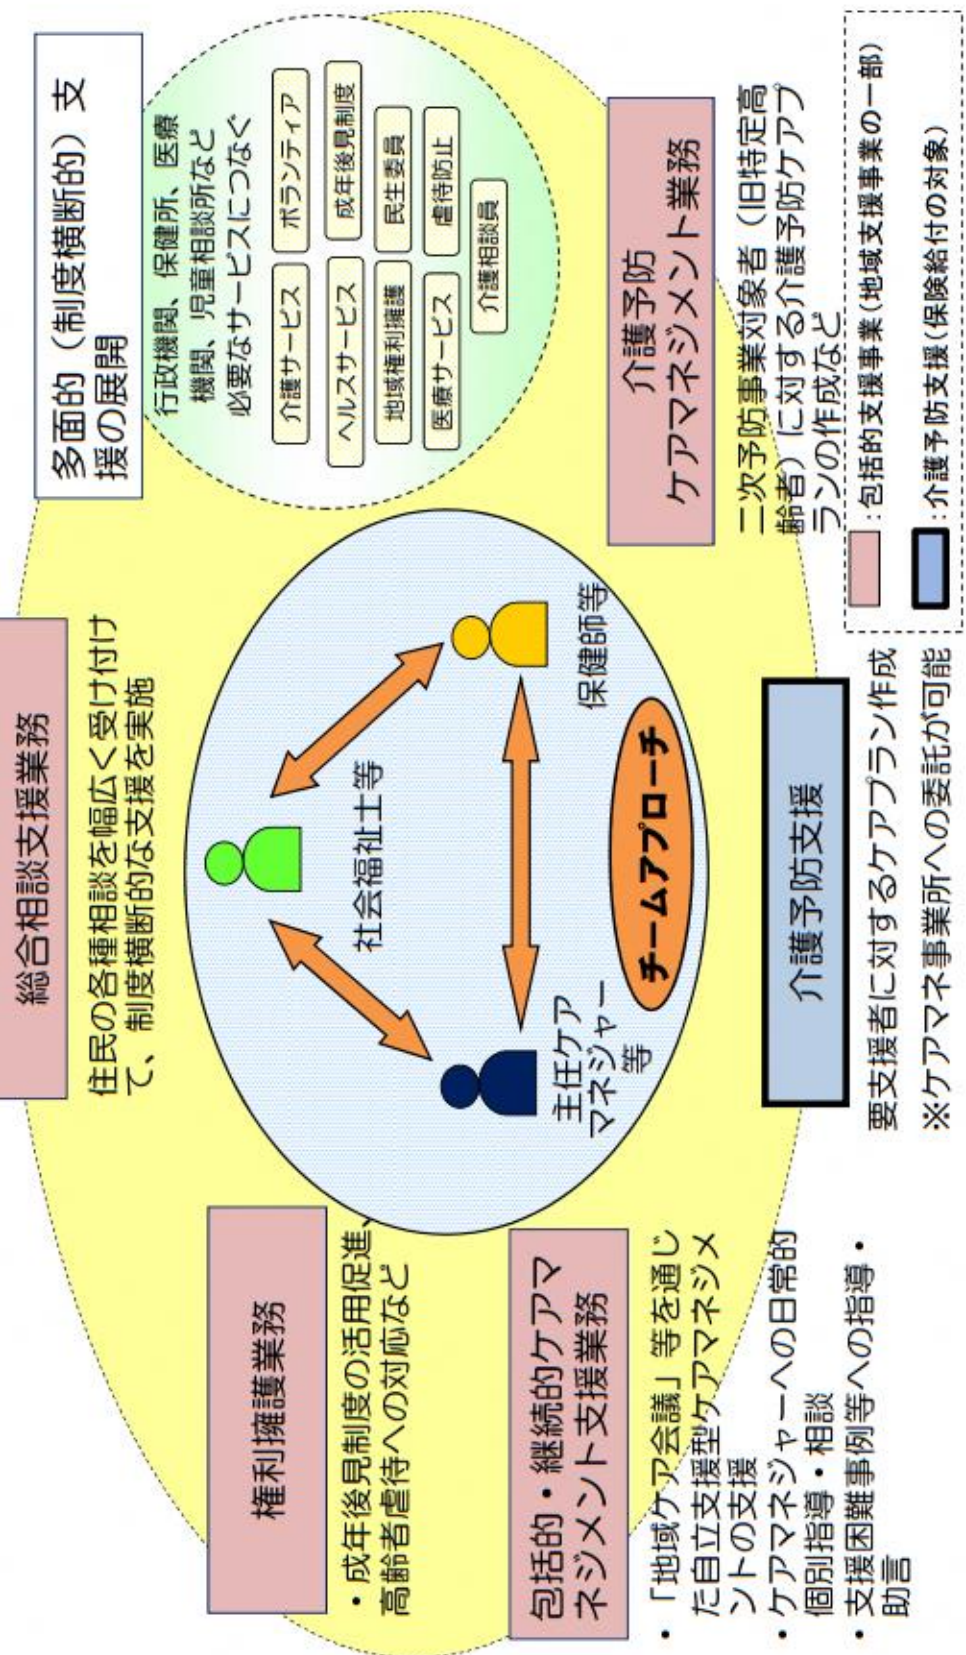 総合相談支援業務
住民の各種相談を幅広く受け付け
て、制度横断的な支援を実施
多面的（制度横断的）支
援の展開
行政機関、保健所、医療
機関、児童相談所など
必要なサービスにつなぐ
介護サービス
ボランティア
ヘルスサービス
成年後見制度
地域権利擁護
民生委員
医療サービス
虐待防止
介護相談員
権利擁護業務
・成年後見制度の活用促進、
高齢者虐待への対応など
社会福祉士等
主任ケア
マネジャー
等
保健師等
チームアプローチ
包括的・継続的ケアマ
ネジメント支援業務
・「地域ケア会議」等を通じ
た自立支援型ケアマネジメ
ントの支援
・ケアマネジャーへの日常的
個別指導・相談
・支援困難事例等への指導・
助言
介護予防支援
要支援者に対するケアプラン作成
※ケアマネ事業所への委託が可能
介護予防
ケアマネジメント業務
二次予防事業対象者（旧特定高
齢者）に対する介護予防ケアプ
ランの作成など
：包括的支援事業（地域支援事業の一部）
：介護予防支援（保険給付の対象）